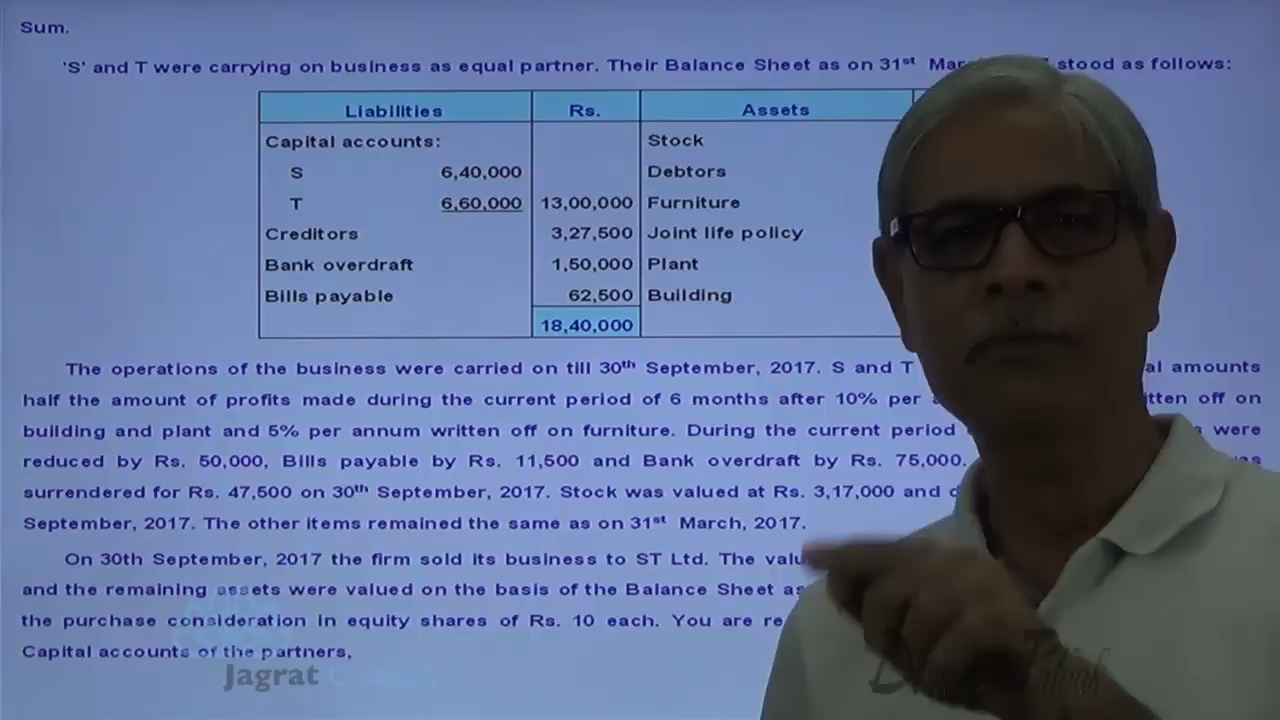 Sum.
'S' and T were carrying on business as equal partner. Their Balance Sheet as on 31st Mar stood as follows:
Liabilities Rs. Assets
Capital accounts: Stock
S 6,40,000 Debtors
T 6,60,000 13,00,000 Furniture
Creditors 3,27,500 Joint life policy
Bank overdraft 1,50,000 Plant
Bills payable 62,500 Building
18,40,000
The operations of the business were carried on till 30th September, 2017. S and T amounts
half the amount of profits made during the current period of 6 months after 10% per off on
building and plant and 5% per annum written off on furniture. During the current period were
reduced by Rs. 50,000, Bills payable by Rs. 11,500 and Bank overdraft by Rs. 75,000.
surrendered for Rs. 47,500 on 30th September, 2017. Stock was valued at Rs. 3,17,000 and
September, 2017. The other items remained the same as on 31st March, 2017.
On 30th September, 2017 the firm sold its business to ST Ltd. The
and the remaining assets were valued on the basis of the Balance Sheet
the purchase consideration in equity shares of Rs. 10 each. You are
Capital accounts of the partners,
Jagrat